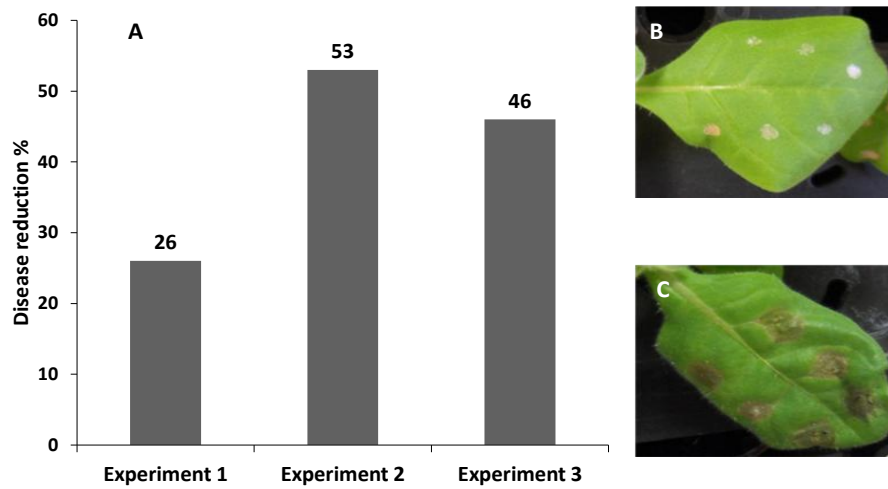 A
Disease reduction %
60
50
40
30
20
10
0
26
53
46
Experiment 1
Experiment 2
Experiment 3
B
C